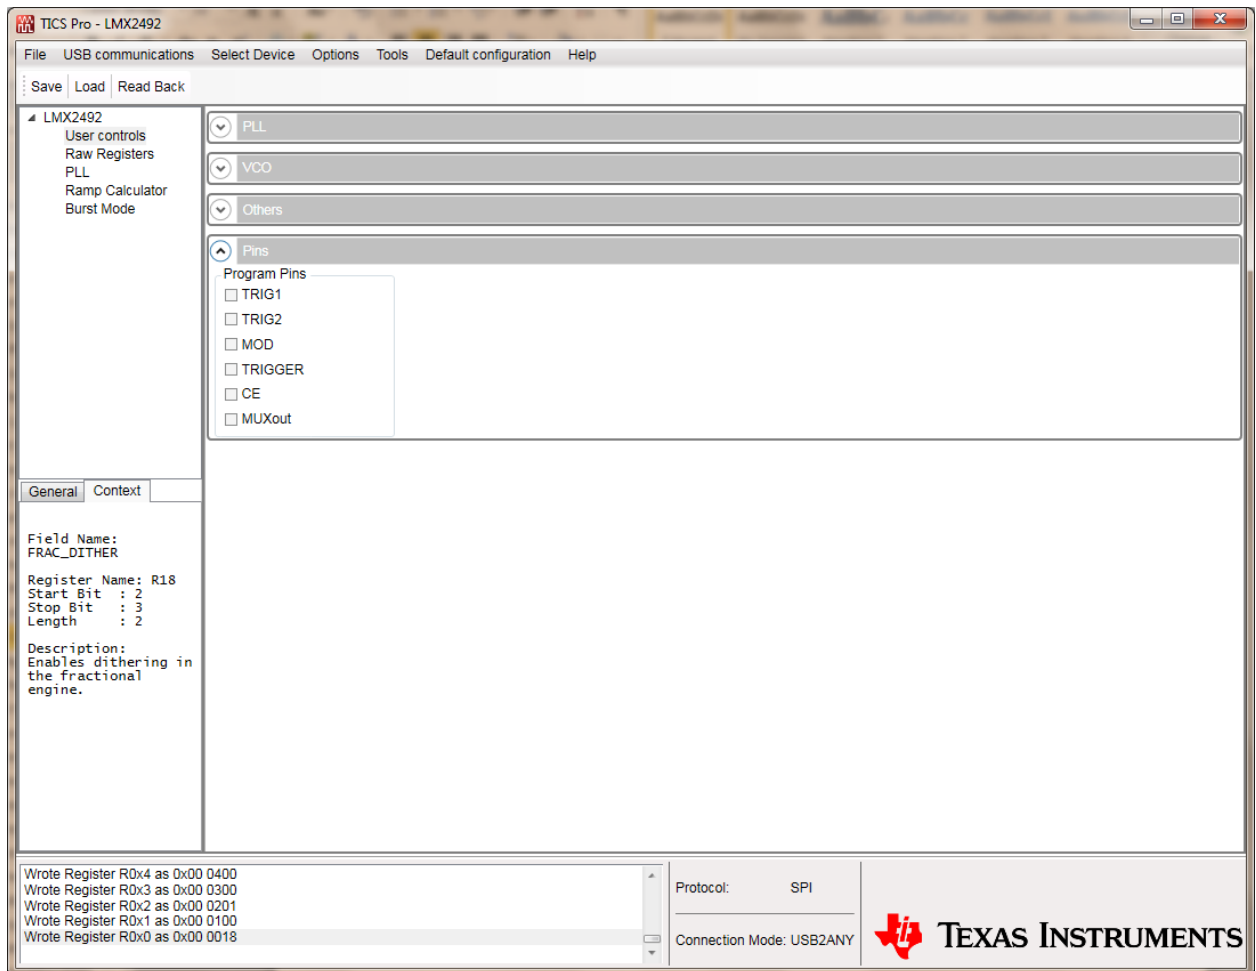 TICS Pro - LMX2492
File USB communications Select Device Options Tools Default configuration Help
Save Load Read Back
LMX2492
User controls
Raw Registers
PLL
Ramp Calculator
Burst Mode
PLL
VCO
Others
Pins
Program Pins
TRIG1
TRIG2
MOD
TRIGGER
CE
MUXout
General Context
Field Name:
FRAC_DITHER
Register Name: R18
Start Bit : 2
Stop Bit : 3
Length : 2
Description:
Enables dithering in
the fractional
engine.
Wrote Register R0x4 as 0x00 0400
Wrote Register R0x3 as 0x00 0300
Wrote Register R0x2 as 0x00 0201
Wrote Register R0x1 as 0x00 0100
Wrote Register R0x0 as 0x00 0018
Protocol: SPI
Connection Mode: USB2ANY
TEXAS INSTRUMENTS